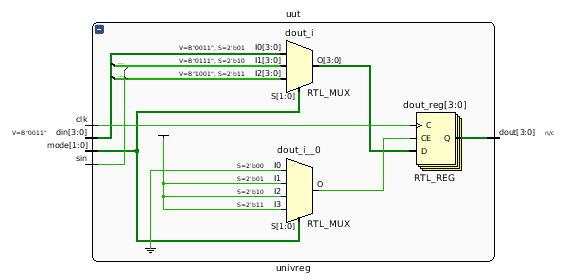 uut
dout_i
V=B"0011", S=2'b01 I0[3:0]
V=B"0111", S=2'b10 I1[3:0] O[3:0]
V=B"1001", S=2'b11 I2[3:0]
S[1:0] RTL_MUX
dout_reg[3:0]
clk
C
V=B"0011" din[3:0] CE Q dout[3:0] n/c
mode[1:0] D
sin
dout_i__0
RTL_REG
S=2'b00 I0
S=2'b01 I1 O
S=2'b10 I2
S=2'b11 I3
S[1:0] RTL_MUX
univreg